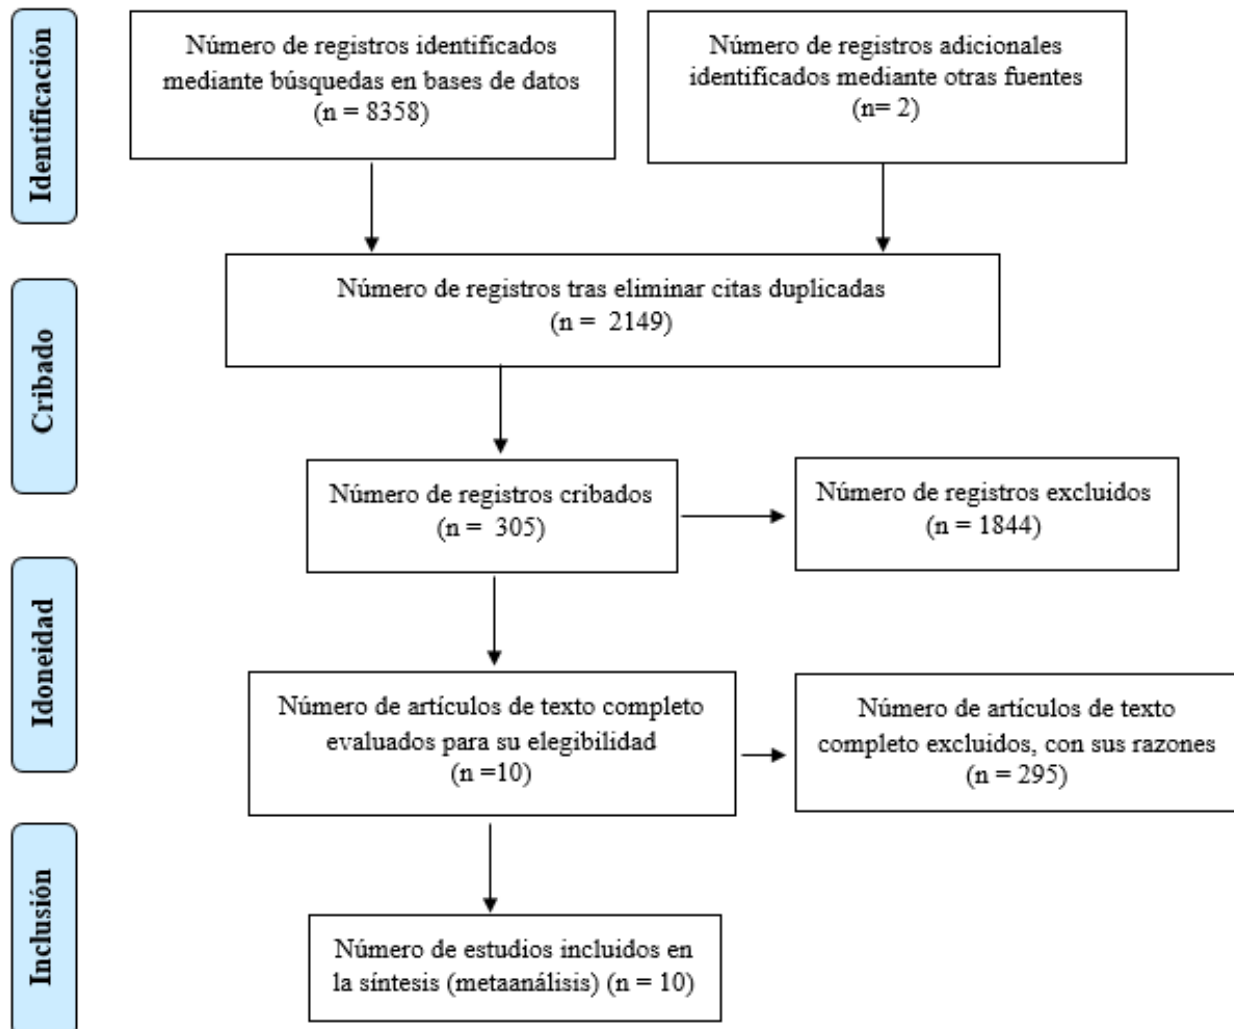 Identificación
Número de registros identificados
mediante búsquedas en bases de datos
(n = 8358)
Número de registros adicionales
identificados mediante otras fuentes
(n= 2)
Cribado
Número de registros tras eliminar citas duplicadas
(n =  2149)
Número de registros cribados
(n =  305)
Número de registros excluidos
(n = 1844)
Idoneidad
Número de artículos de texto completo
evaluados para su elegibilidad
(n =10)
Número de artículos de texto
completo excluidos, con sus razones
(n = 295)
Inclusión
Número de estudios incluidos en
la síntesis (metaanálisis) (n = 10)